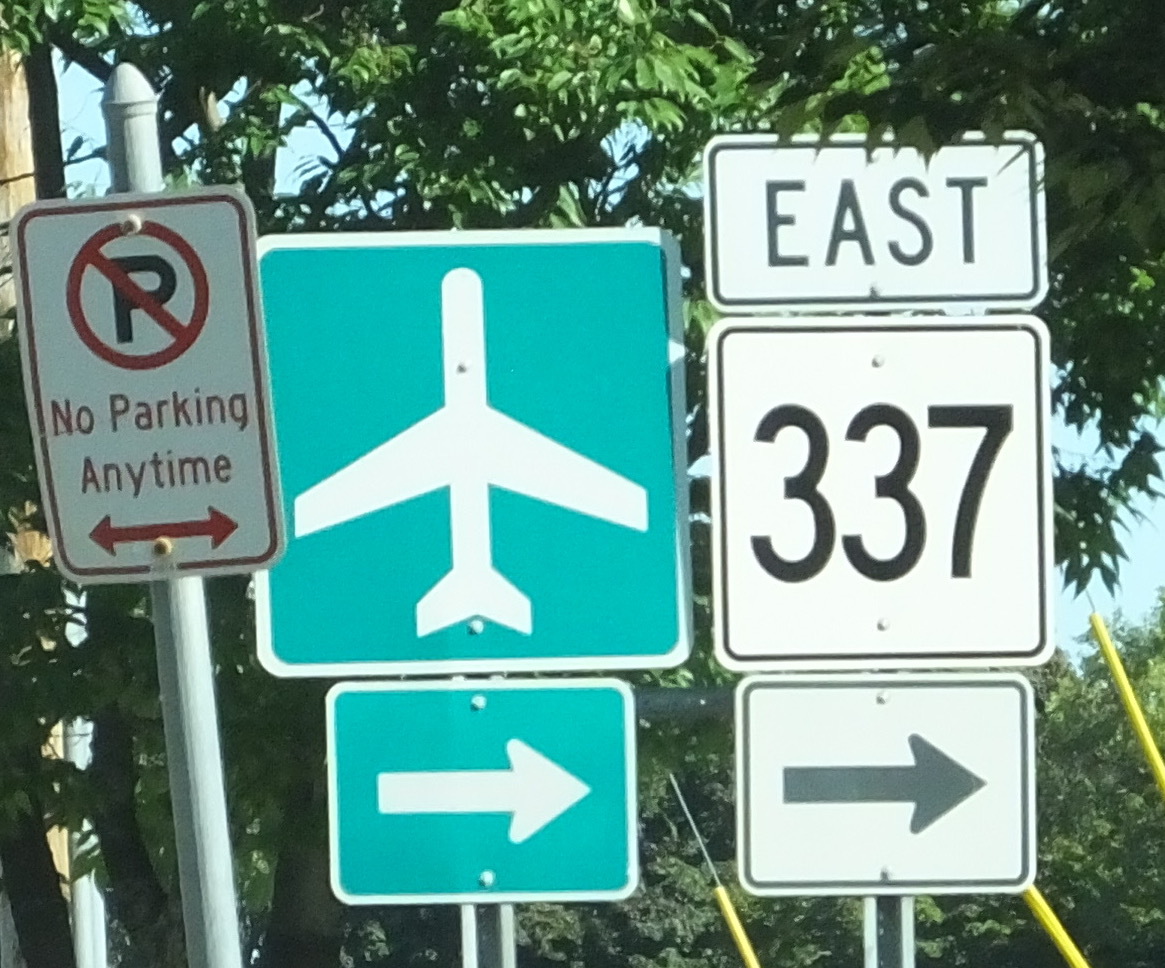 P
No Parking
Anytime
EAST
337